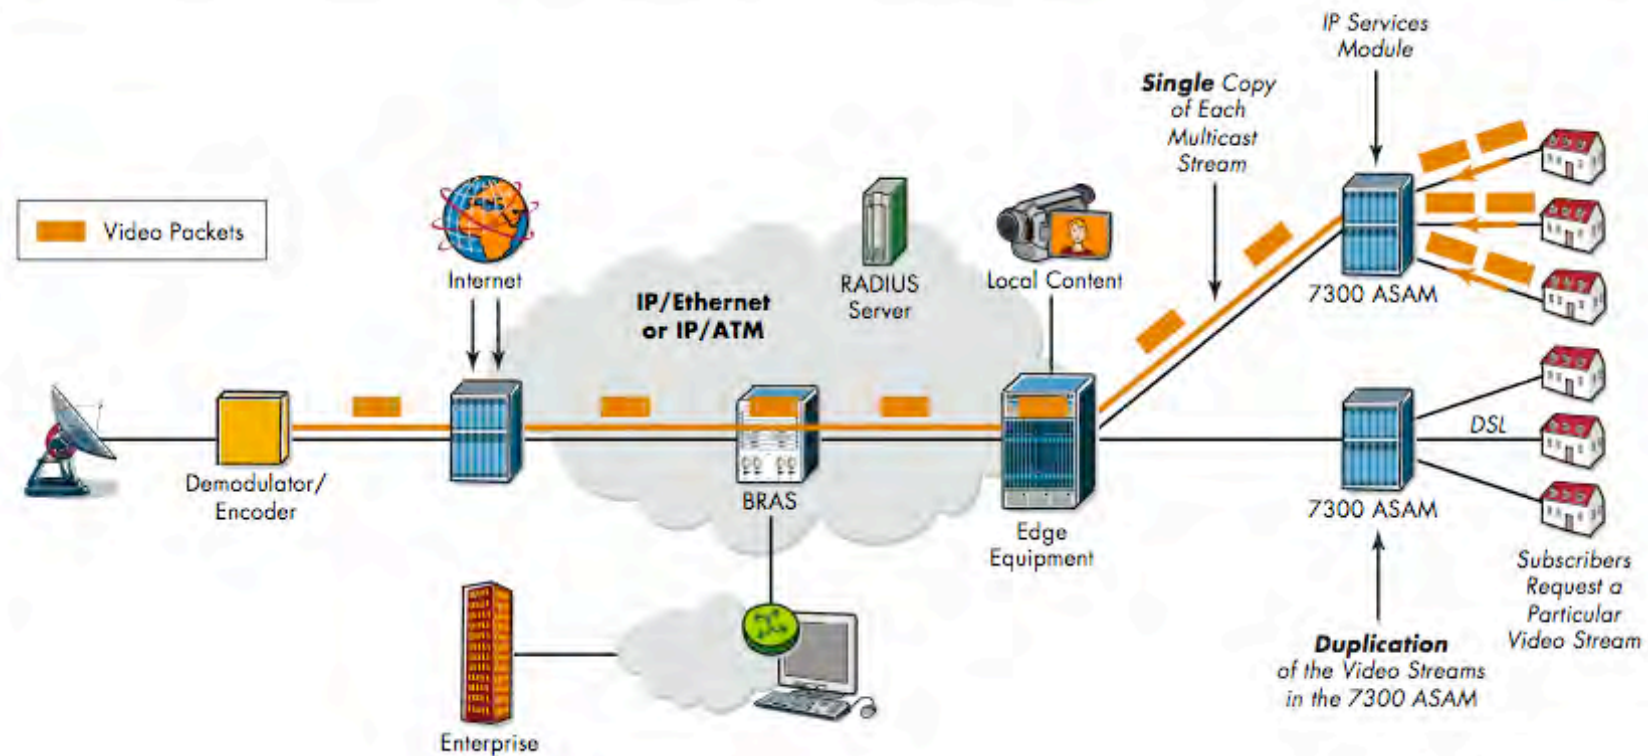 IP Services
Module
Single Copy
of Each
Multicast
Stream
Video Packets
Internet
IP/Ethernet
or IP/ATM
RADIUS
Server
Local Content
7300 ASAM
Demodulator/
Encoder
BRAS
Edge
Equipment
DSL
7300 ASAM
Subscribers
Request a
Particular
Video Stream
Duplication
of the Video Streams
in the 7300 ASAM
Enterprise